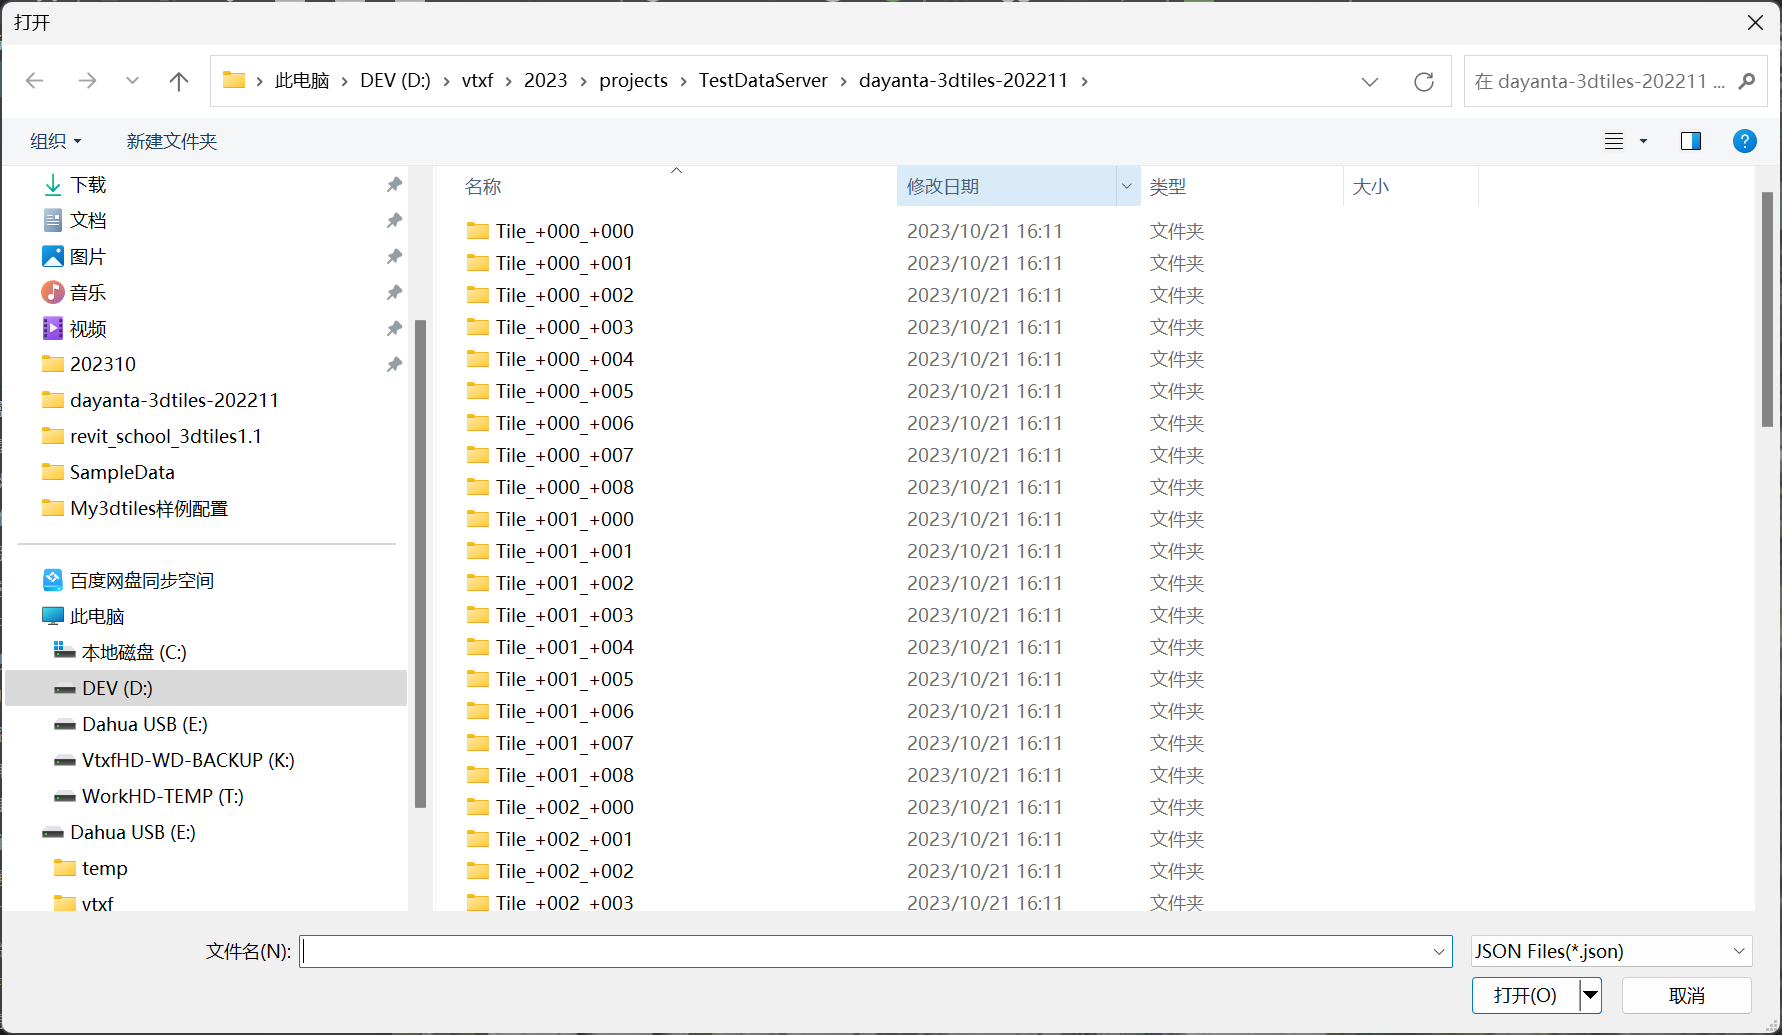 打开
此电脑 › DEV (D:) › vtxf › 2023 › projects › TestDataServer › dayanta-3dtiles-202211 ›
在 dayanta-3dtiles-202211 ...
组织
新建文件夹
下载
文档
图片
音乐
视频
202310
dayanta-3dtiles-202211
revit_school_3dtiles1.1
SampleData
My3dtiles样例配置
百度网盘同步空间
此电脑
本地磁盘 (C:)
DEV (D:)
Dahua USB (E:)
VtxfHD-WD-BACKUP (K:)
WorkHD-TEMP (T:)
Dahua USB (E:)
temp
vtxf
名称 修改日期 类型 大小
Tile_+000_+000 2023/10/21 16:11 文件夹
Tile_+000_+001 2023/10/21 16:11 文件夹
Tile_+000_+002 2023/10/21 16:11 文件夹
Tile_+000_+003 2023/10/21 16:11 文件夹
Tile_+000_+004 2023/10/21 16:11 文件夹
Tile_+000_+005 2023/10/21 16:11 文件夹
Tile_+000_+006 2023/10/21 16:11 文件夹
Tile_+000_+007 2023/10/21 16:11 文件夹
Tile_+000_+008 2023/10/21 16:11 文件夹
Tile_+001_+000 2023/10/21 16:11 文件夹
Tile_+001_+001 2023/10/21 16:11 文件夹
Tile_+001_+002 2023/10/21 16:11 文件夹
Tile_+001_+003 2023/10/21 16:11 文件夹
Tile_+001_+004 2023/10/21 16:11 文件夹
Tile_+001_+005 2023/10/21 16:11 文件夹
Tile_+001_+006 2023/10/21 16:11 文件夹
Tile_+001_+007 2023/10/21 16:11 文件夹
Tile_+001_+008 2023/10/21 16:11 文件夹
Tile_+002_+000 2023/10/21 16:11 文件夹
Tile_+002_+001 2023/10/21 16:11 文件夹
Tile_+002_+002 2023/10/21 16:11 文件夹
Tile_+002_+003 2023/10/21 16:11 文件夹
文件名(N):
JSON Files(*.json)
打开(O)
取消